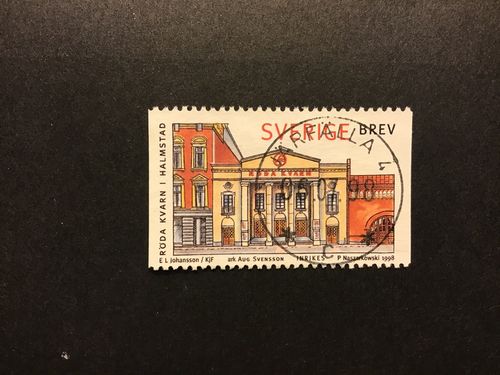 SVERIGE BREV
RÖDA KVARN I HALMSTAD
RÖDA KVARN
E L Johansson / KjF ark AUG SVENSSON INRIKES P Naszarkowski 1998